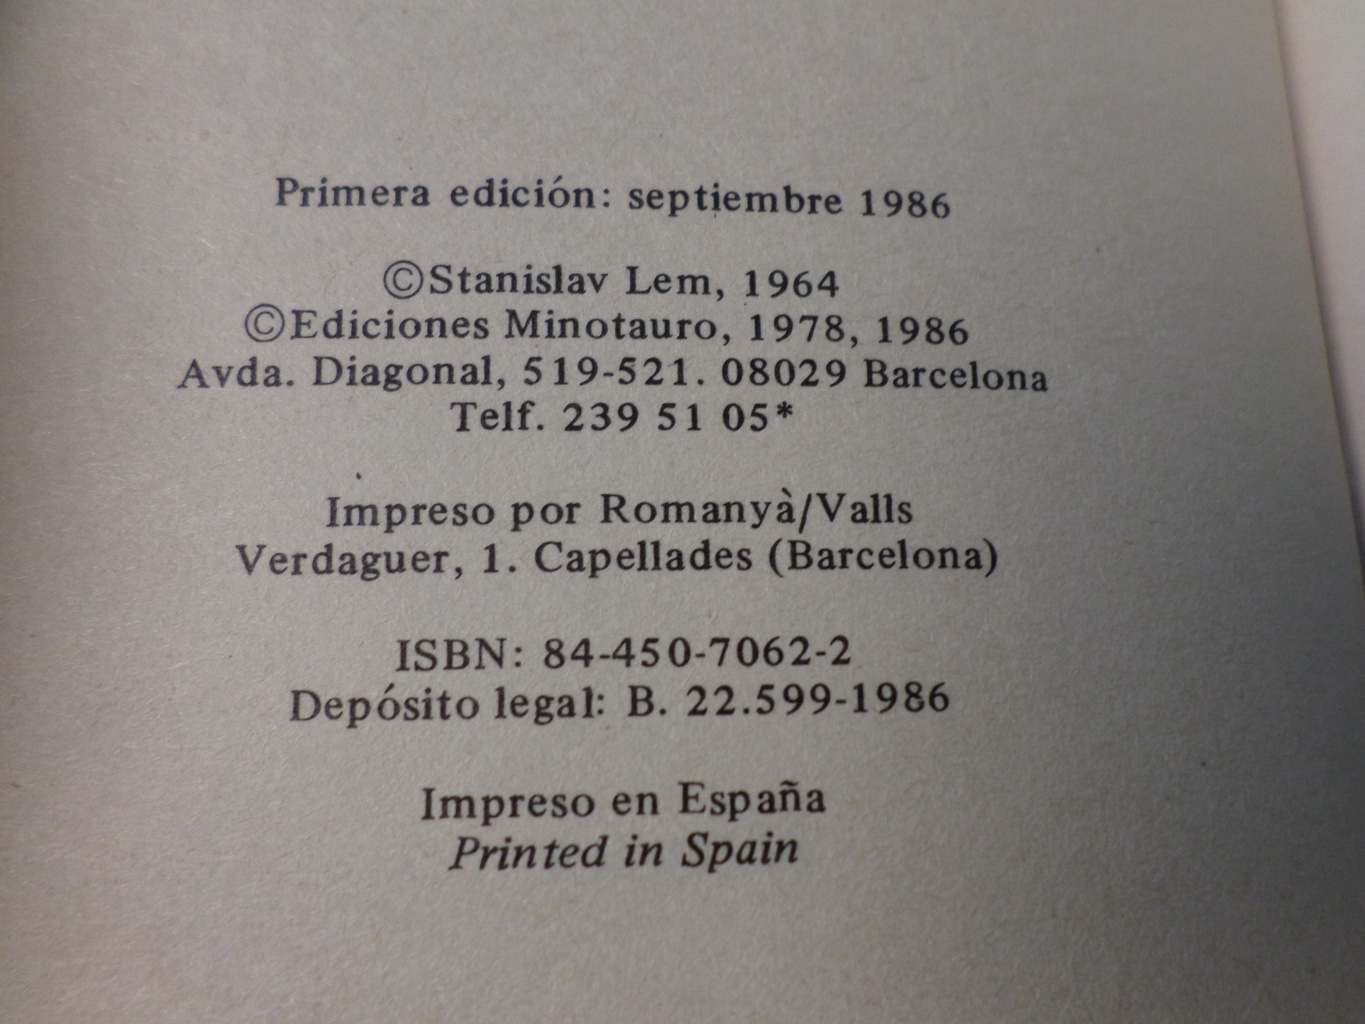 Primera edición: septiembre 1986
©Stanislav Lem, 1964
©Ediciones Minotauro, 1978, 1986
Avda. Diagonal, 519-521. 08029 Barcelona
Telf. 239 51 05*
Impreso por Romanyà/Valls
Verdaguer, 1. Capellades (Barcelona)
ISBN: 84-450-7062-2
Depósito legal: B. 22.599-1986
Impreso en España
Printed in Spain